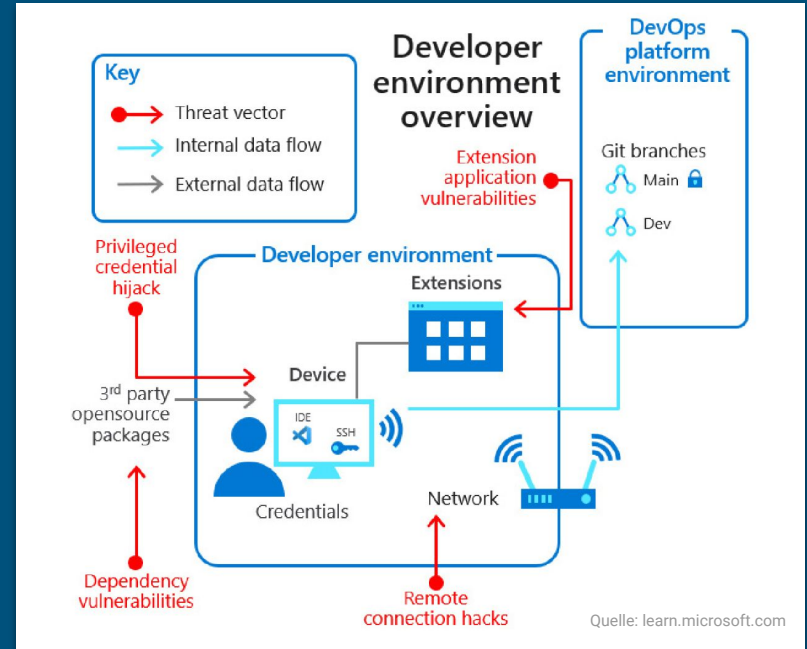 Developer
environment
overview
Key
Threat vector
Internal data flow
External data flow
DevOps
platform
environment
Git branches
Main
Dev
Extension
application
vulnerabilities
Privileged
credential
hijack
Developer environment
Extensions
Device
3rd party
opensource
packages
IDE
SSH
Credentials
Network
Dependency
vulnerabilities
Remote
connection hacks
Quelle: learn.microsoft.com